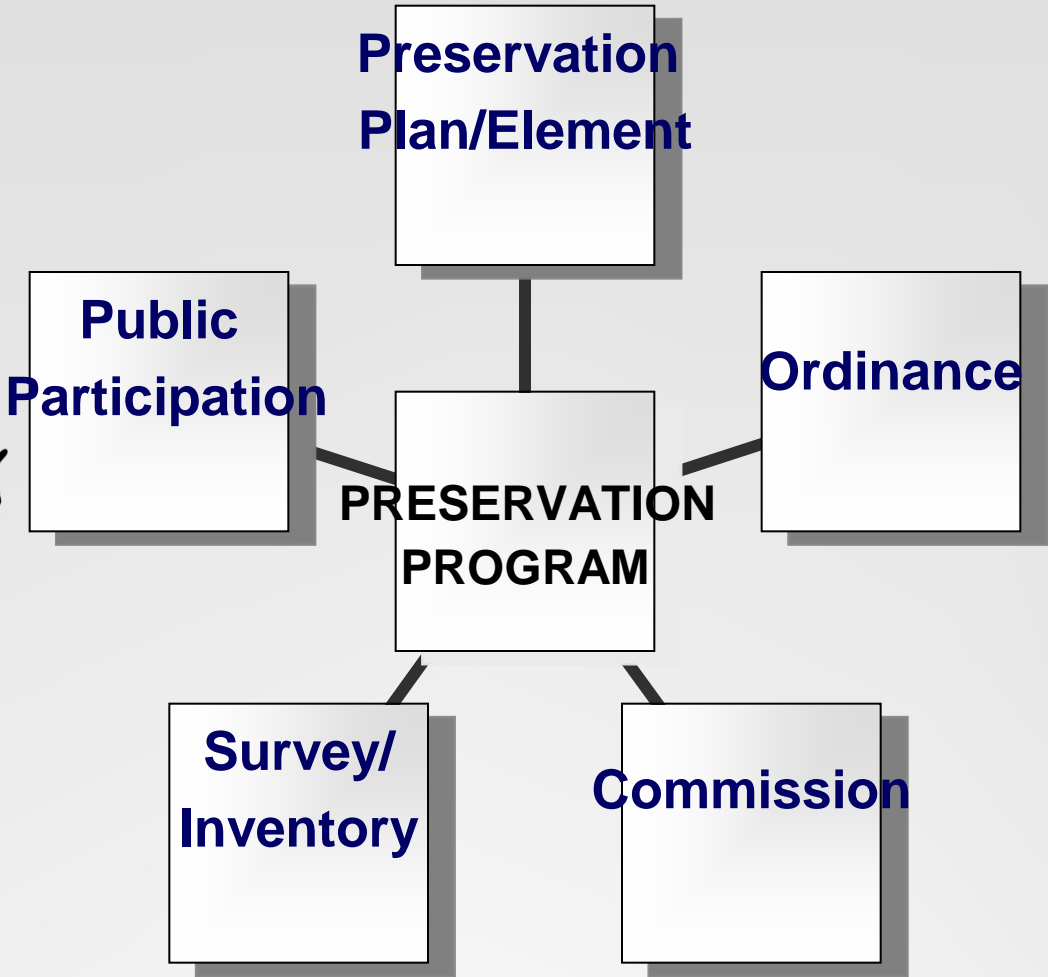 Preservation
Plan/Element
Public
Participation
Ordinance
PRESERVATION
PROGRAM
Survey/
Inventory
Commission